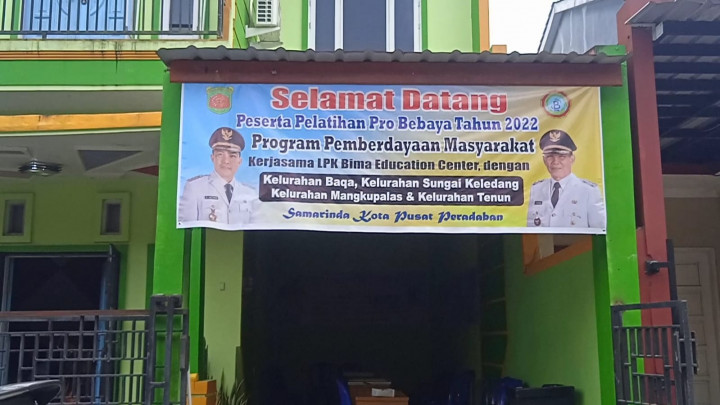 Selamat Datang
Peserta Pelatihan Pro Bebaya Tahun 2022
Program Pemberdayaan Masyarakat
Kerjasama LPK Bima Education Center, dengan
Kelurahan Baqa, Kelurahan Sungai Keledang
Kelurahan Mangkupalas & Kelurahan Tenun
Samarinda Kota Pusat Peradaban